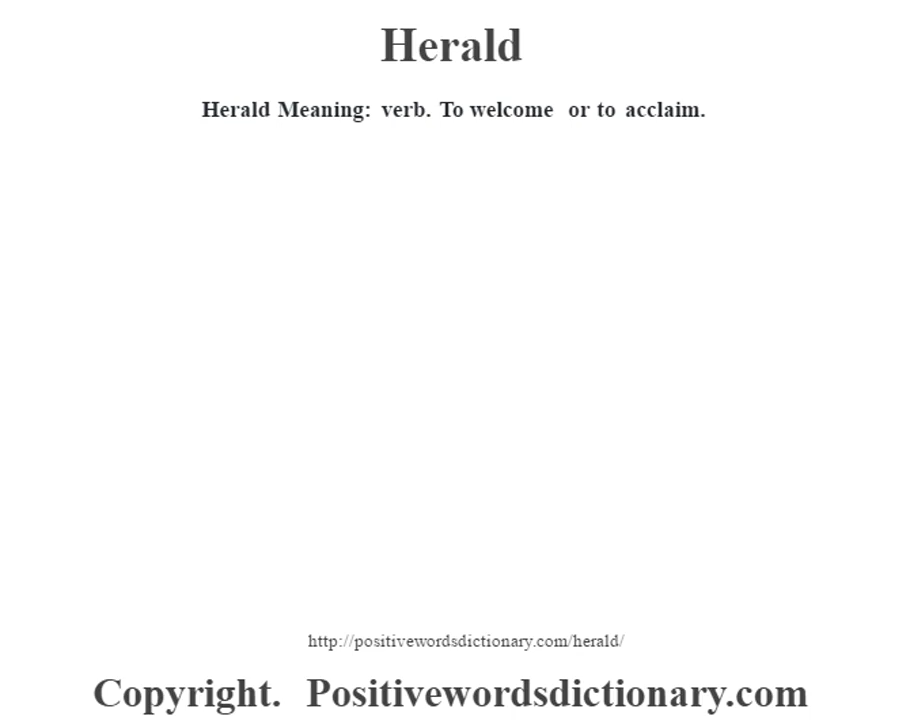 Herald
Herald Meaning: verb. To welcome or to acclaim.
http://positivewordsdictionary.com/herald/
Copyright. Positivewordsdictionary.com